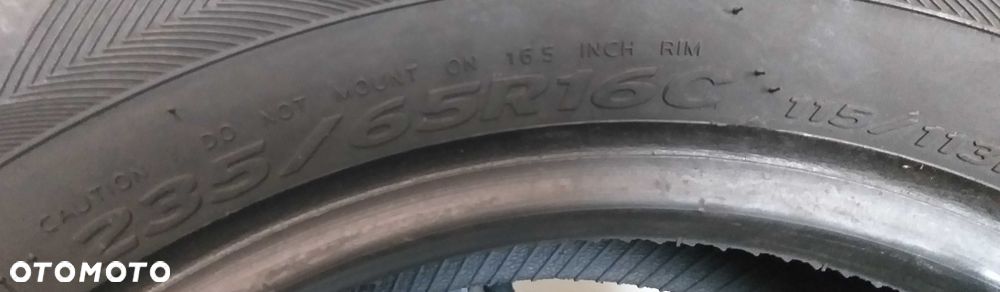 CAUTION : DO NOT MOUNT ON 16.5 INCH RIM
235/65R16C 115/113
OTOMOTO